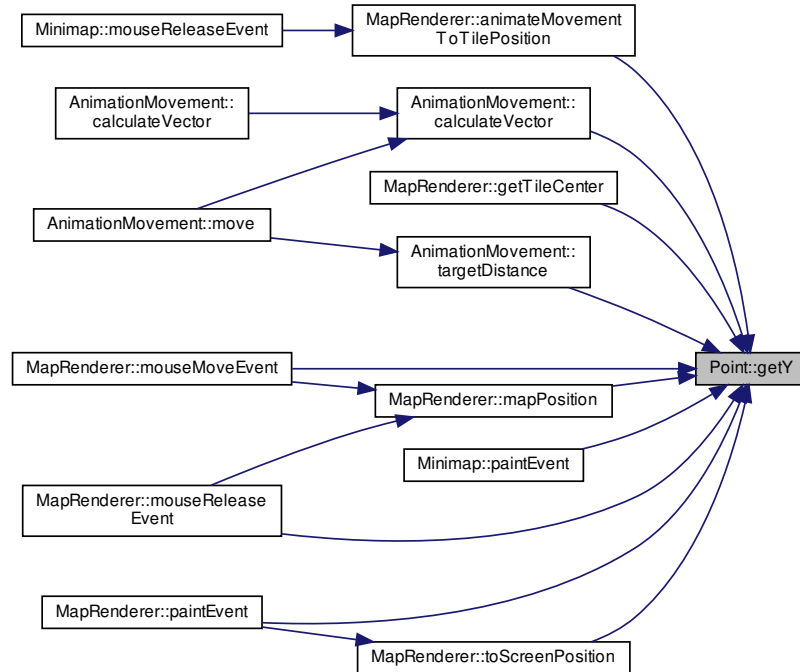 MapRenderer::animateMovement
ToTilePosition
Minimap::mouseReleaseEvent
AnimationMovement::
calculateVector
AnimationMovement::
calculateVector
MapRenderer::getTileCenter
AnimationMovement::move
AnimationMovement::
targetDistance
MapRenderer::mouseMoveEvent
Point::getY
MapRenderer::mapPosition
Minimap::paintEvent
MapRenderer::mouseRelease
Event
MapRenderer::paintEvent
MapRenderer::toScreenPosition